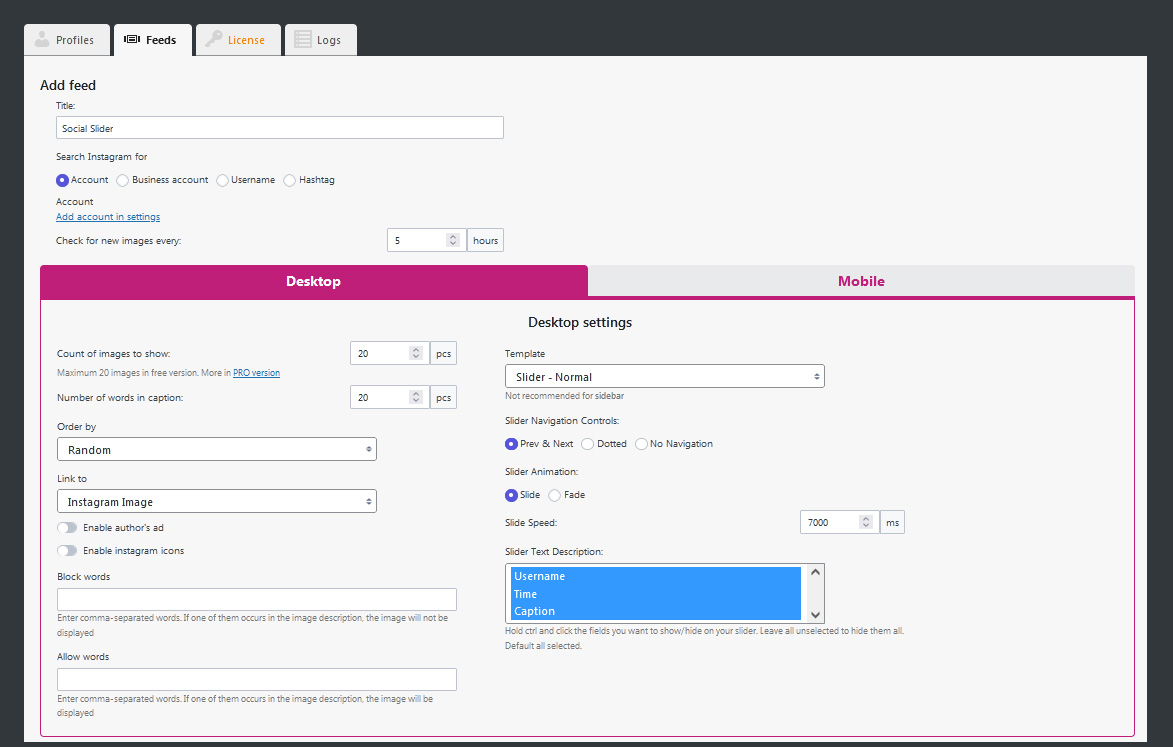 Profiles
Feeds
License
Logs
Add feed
Title:
Social Slider
Search Instagram for
Account
Business account
Username
Hashtag
Account
Add account in settings
Check for new images every:
5
hours
Desktop
Mobile
Desktop settings
Count of images to show:
20
pcs
Maximum 20 images in free version. More in PRO version
Number of words in caption:
20
pcs
Order by
Random
Link to
Instagram Image
Enable author's ad
Enable instagram icons
Block words
Enter comma-separated words. If one of them occurs in the image description, the image will not be
displayed
Allow words
Enter comma-separated words. If one of them occurs in the image description, the image will be
displayed
Template
Slider - Normal
Not recommended for sidebar
Slider Navigation Controls:
Prev & Next
Dotted
No Navigation
Slider Animation:
Slide
Fade
Slide Speed:
7000
ms
Slider Text Description:
Username
Time
Caption
Hold ctrl and click the fields you want to show/hide on your slider. Leave all unselected to hide them all.
Default all selected.